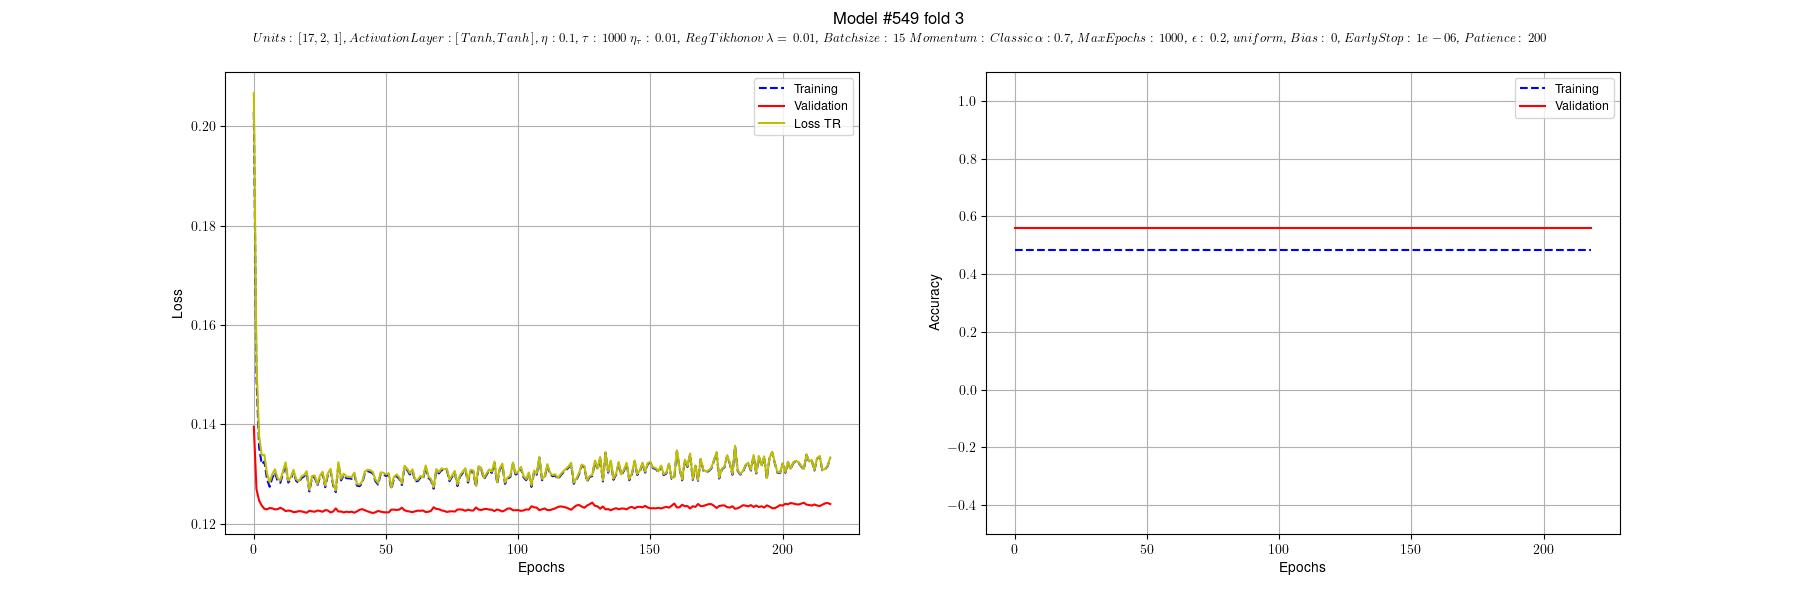 Model #549 fold 3
Units : [17, 2, 1], ActivationLayer : [Tanh, Tanh], η : 0.1, τ : 1000 η_τ : 0.01, RegTikhonov λ = 0.01, Batchsize : 15 Momentum : Classic α : 0.7, MaxEpochs : 1000, ϵ : 0.2, uniform, Bias : 0, EarlyStop : 1e − 06, Patience : 200
Training
Validation
Loss TR
0.20
0.18
0.16
0.14
0.12
Loss
0
50
100
150
200
Epochs
Training
Validation
1.0
0.8
0.6
0.4
0.2
0.0
−0.2
−0.4
Accuracy
0
50
100
150
200
Epochs